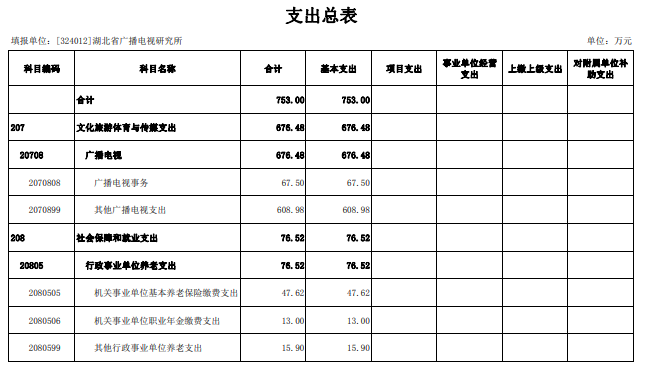 支出总表
填报单位：[324012]湖北省广播电视研究所 单位：万元
科目编码 科目名称 合计 基本支出 项目支出 事业单位经营支出 上缴上级支出 对附属单位补助支出
合计 753.00 753.00
207 文化旅游体育与传媒支出 676.48 676.48
20708 广播电视 676.48 676.48
2070808 广播电视事务 67.50 67.50
2070899 其他广播电视支出 608.98 608.98
208 社会保障和就业支出 76.52 76.52
20805 行政事业单位养老支出 76.52 76.52
2080505 机关事业单位基本养老保险缴费支出 47.62 47.62
2080506 机关事业单位职业年金缴费支出 13.00 13.00
2080599 其他行政事业单位养老支出 15.90 15.90